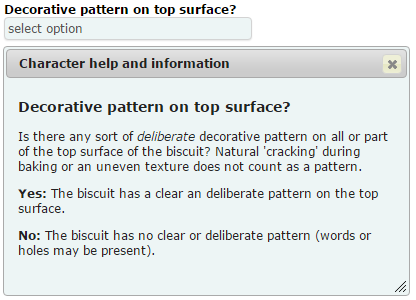 Decorative pattern on top surface?
select option
Character help and information
Decorative pattern on top surface?
Is there any sort of deliberate decorative pattern on all or part
of the top surface of the biscuit? Natural 'cracking' during
baking or an uneven texture does not count as a pattern.
Yes: The biscuit has a clear an deliberate pattern on the top
surface.
No: The biscuit has no clear or deliberate pattern (words or
holes may be present).